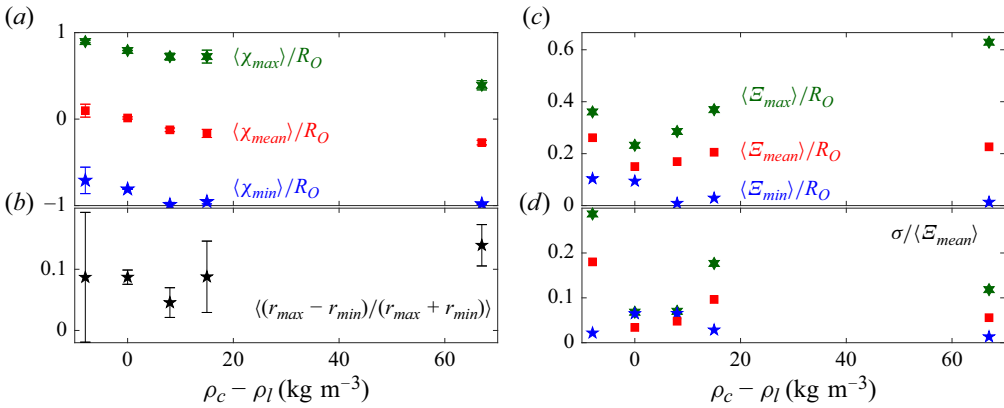 (a)
1
0
−1
⟨χmax⟩/RO
⟨χmean⟩/RO
⟨χmin⟩/RO
(b)
0.1
0
⟨(rmax − rmin)/(rmax + rmin)⟩
0 20 40 60
ρc − ρl (kg m−3)
(c)
0.6
0.4
0.2
0
⟨Ξmax⟩/RO
⟨Ξmean⟩/RO
⟨Ξmin⟩/RO
(d)
0.2
0.1
0
σ/⟨Ξmean⟩
0 20 40 60
ρc − ρl (kg m−3)